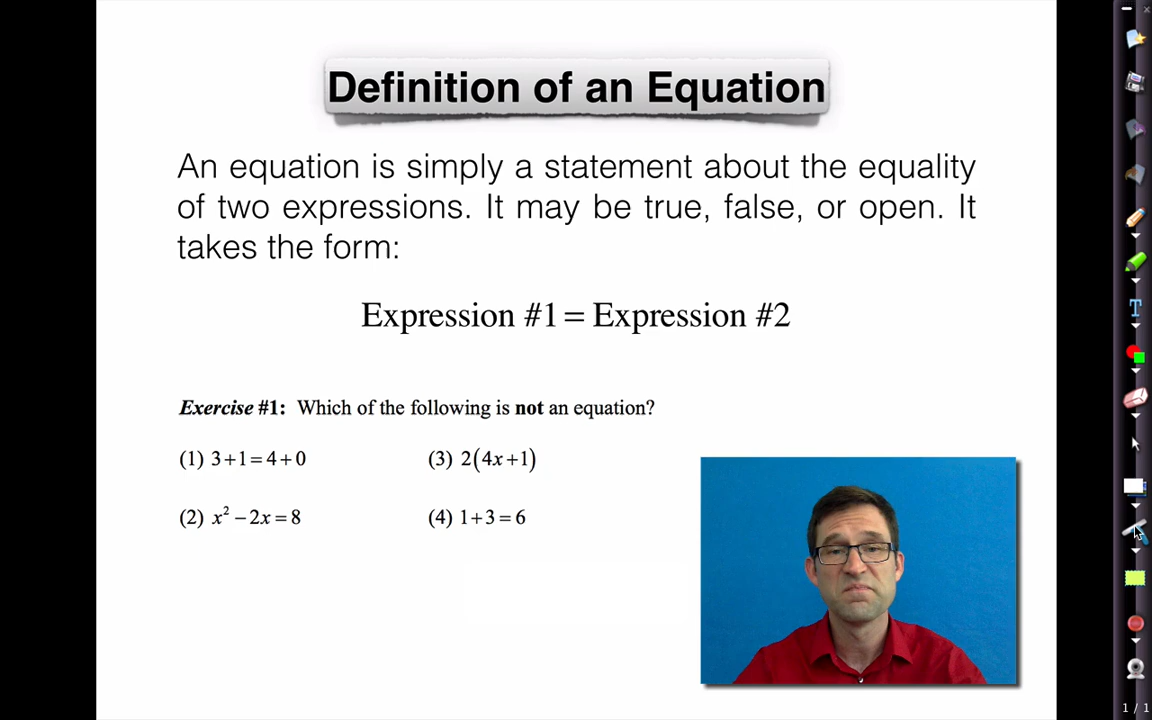 Definition of an Equation
An equation is simply a statement about the equality
of two expressions. It may be true, false, or open. It
takes the form:
Expression #1 = Expression #2
Exercise #1: Which of the following is not an equation?
(1) 3+1=4+0
(3) 2(4x+1)
(2) x² − 2x = 8
(4) 1+3=6
T
1 / 1